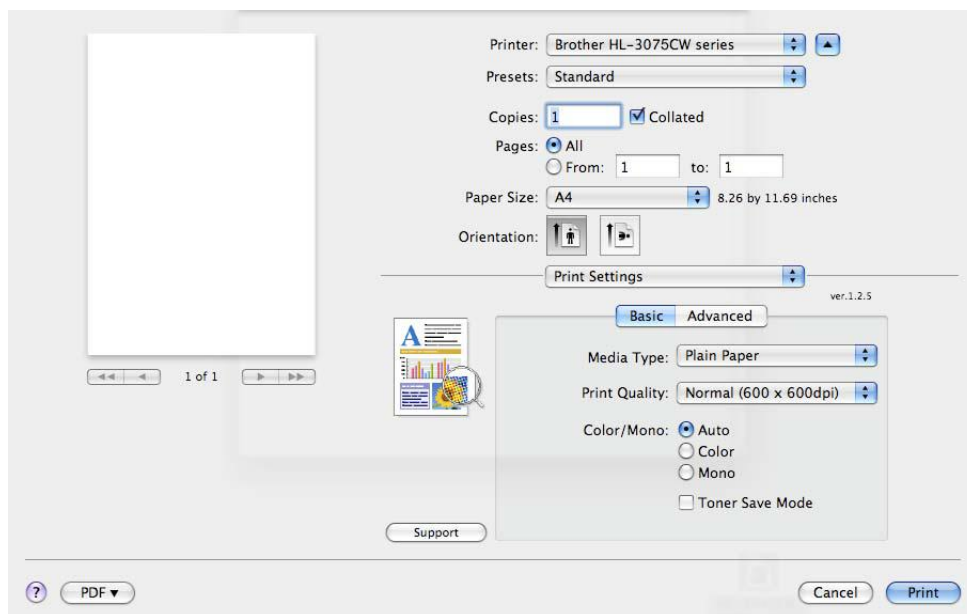 Printer: Brother HL-3075CW series
Presets: Standard
Copies: 1 Collated
Pages: All
From: 1 to: 1
Paper Size: A4 8.26 by 11.69 inches
Orientation:
Print Settings
ver.1.2.5
Basic Advanced
Media Type: Plain Paper
Print Quality: Normal (600 x 600dpi)
Color/Mono: Auto
Color
Mono
Toner Save Mode
1 of 1
A
Support
? PDF Cancel Print